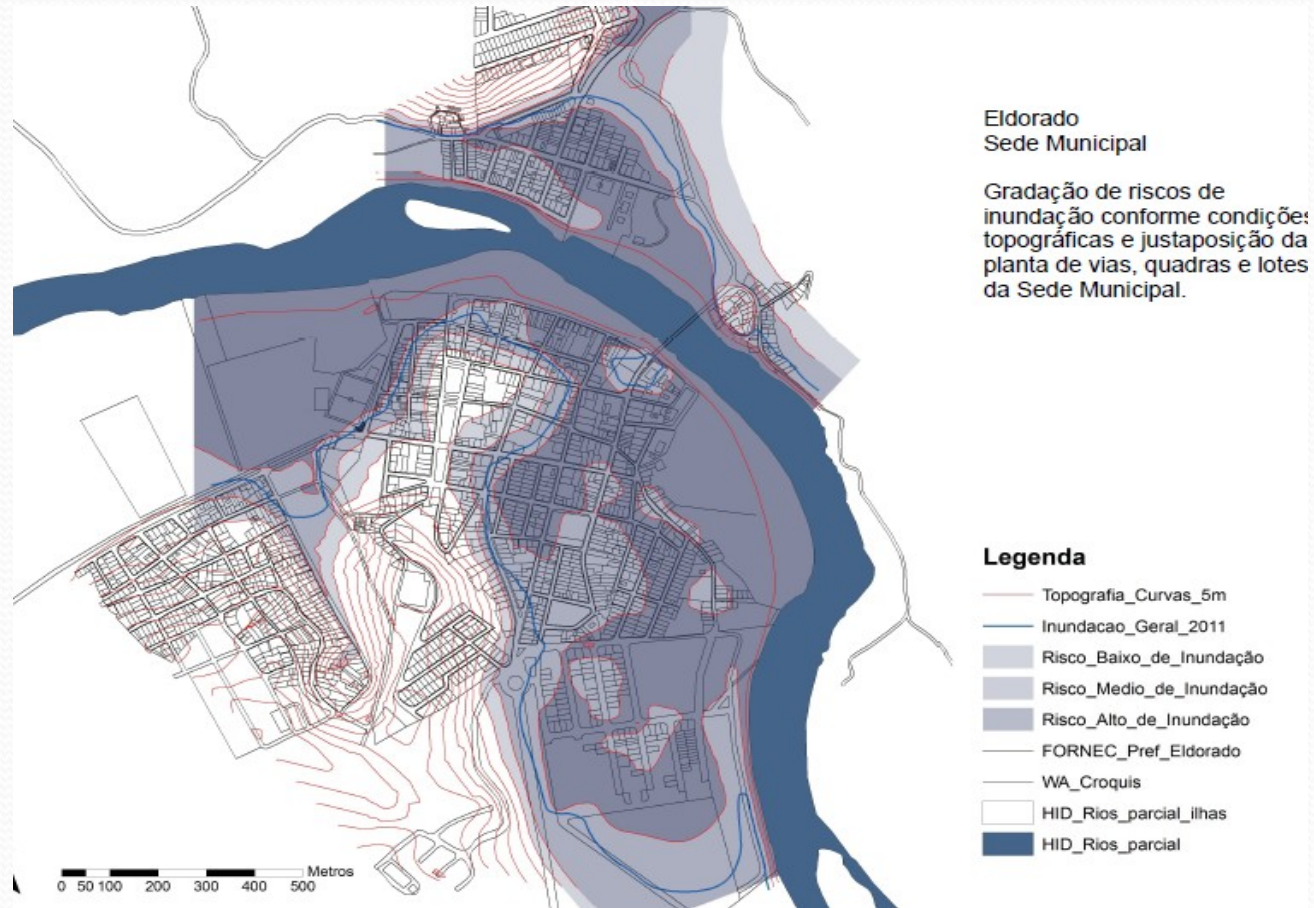 Eldorado
Sede Municipal
Gradação de riscos de
inundação conforme condições
topográficas e justaposição da
planta de vias, quadras e lotes
da Sede Municipal.
Legenda
Topografia_Curvas_5m
Inundacao_Geral_2011
Risco_Baixo_de_Inundação
Risco_Medio_de_Inundação
Risco_Alto_de_Inundação
FORNEC_Pref_Eldorado
WA_Croquis
HID_Rios_parcial_ilhas
HID_Rios_parcial
Metros
0 50 100 200 300 400 500